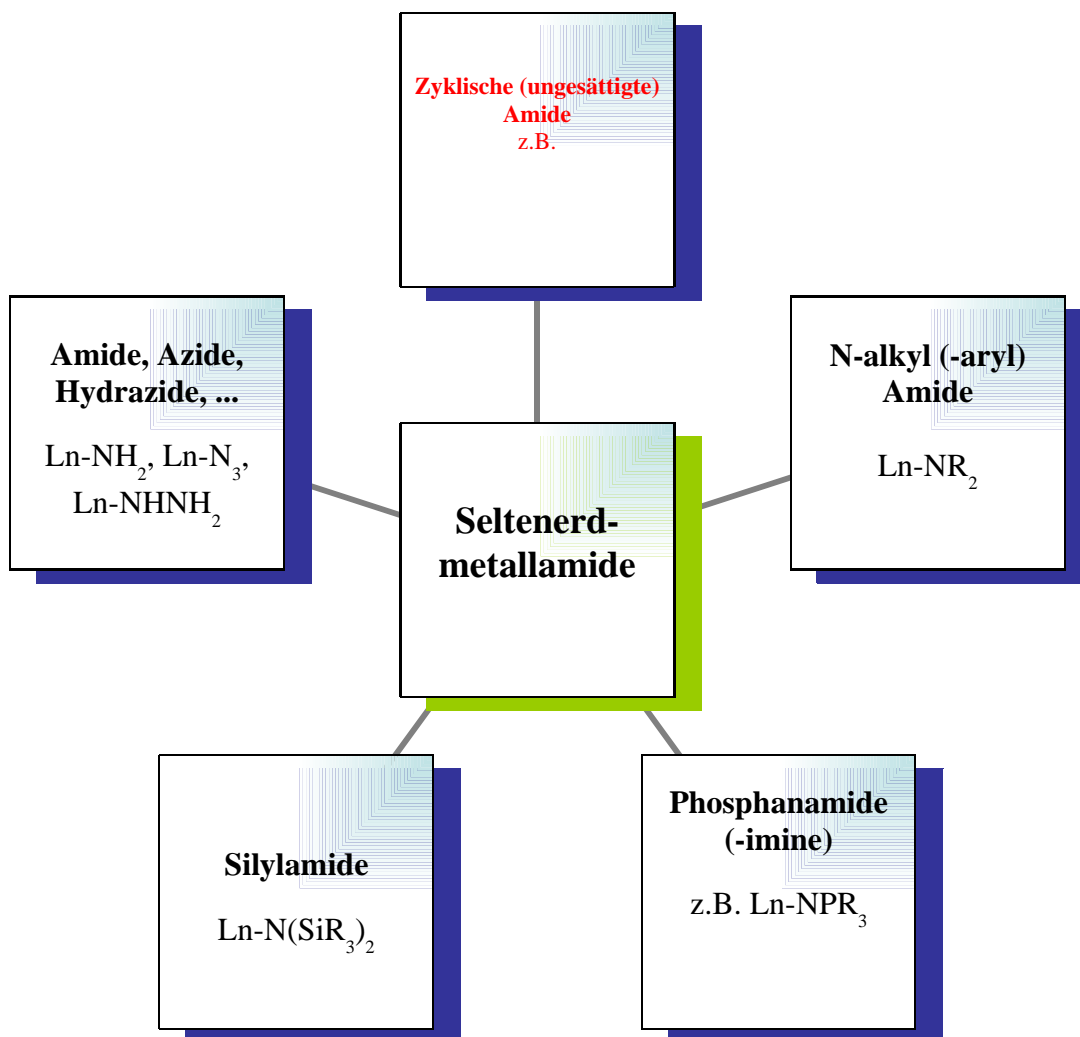 Zyklische (ungesättigte)
Amide
z.B.
Amide, Azide,
Hydrazide, ...
Ln-NH₂, Ln-N₃,
Ln-NHNH₂
N-alkyl (-aryl)
Amide
Ln-NR₂
Seltenerd-
metallamide
Silylamide
Ln-N(SiR₃)₂
Phosphanamide
(-imine)
z.B. Ln-NPR₃